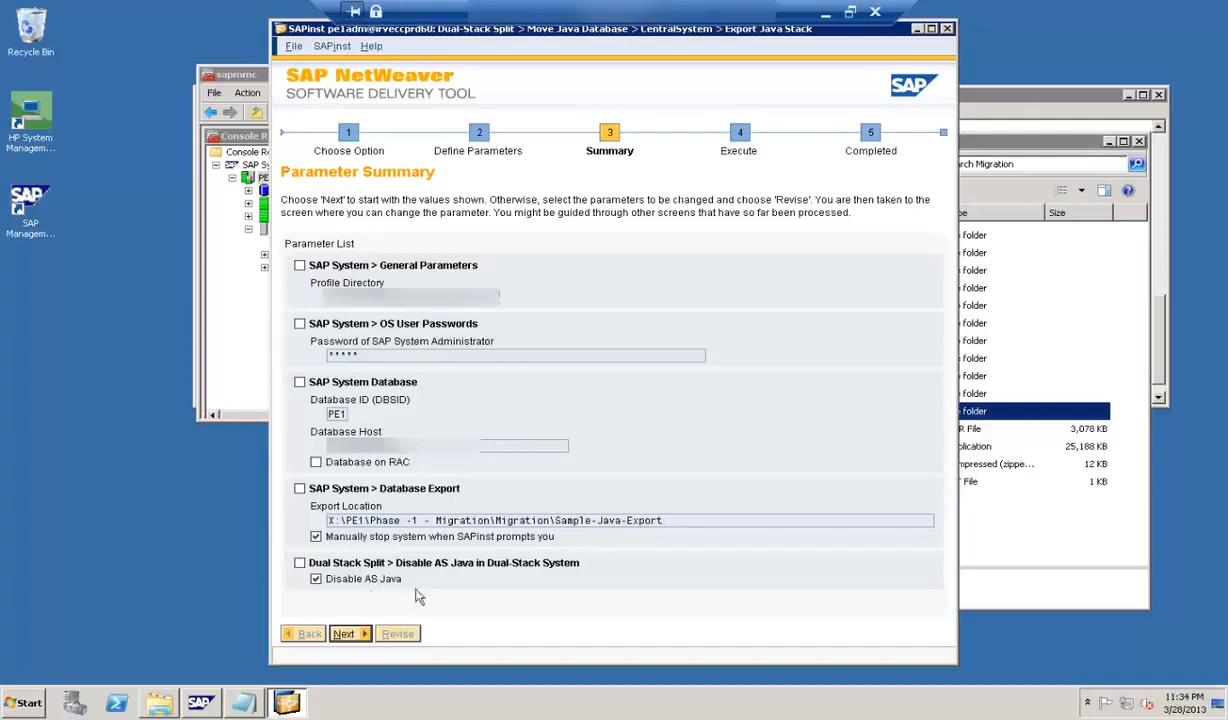 Recycle Bin
HP System
Managem...
SAP
SAP
Managem...
sapmmc
File Action
Console R
Console Ro
SAP Sy
PE
SAPinst pe1adm@irveccprd60: Dual-Stack Split > Move Java Database > CentralSystem > Export Java Stack
File SAPinst Help
SAP NetWeaver
SOFTWARE DELIVERY TOOL
SAP
1 2 3 4 5
Choose Option Define Parameters Summary Execute Completed
Parameter Summary
Choose 'Next' to start with the values shown. Otherwise, select the parameters to be changed and choose 'Revise'. You are then taken to the
screen where you can change the parameter. You might be guided through other screens that have so far been processed.
Parameter List
SAP System > General Parameters
Profile Directory
SAP System > OS User Passwords
Password of SAP System Administrator
*****
SAP System Database
Database ID (DBSID)
PE1
Database Host
Database on RAC
SAP System > Database Export
Export Location
X:\PE1\Phase -1 - Migration\Migration\Sample-Java-Export
Manually stop system when SAPinst prompts you
Dual Stack Split > Disable AS Java in Dual-Stack System
Disable AS Java
Back Next Revise
rch Migration
pe Size
folder
folder
folder
folder
folder
folder
folder
folder
folder
folder
folder
R File 3,078 KB
lication 25,188 KB
mpressed (zippe... 12 KB
T File 1 KB
Start
SAP
11:34 PM
3/28/2013